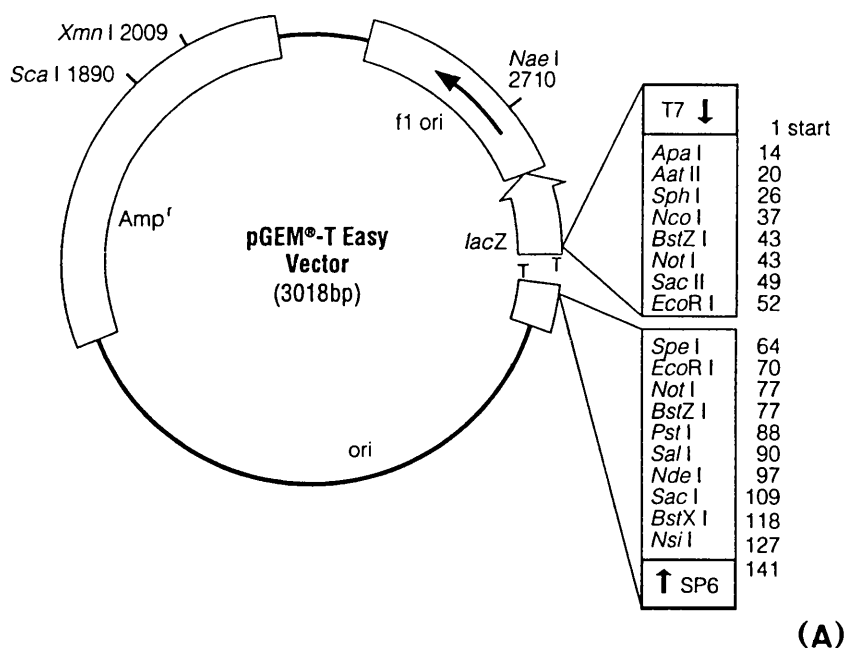 Xmn I 2009
Sca I 1890
Nae I
2710
f1 ori
Ampʳ
pGEM®-T Easy
Vector
(3018bp)
lacZ
T T
ori
T7 ↓
1 start
Apa I 14
Aat II 20
Sph I 26
Nco I 37
BstZ I 43
Not I 43
Sac II 49
EcoR I 52
Spe I 64
EcoR I 70
Not I 77
BstZ I 77
Pst I 88
Sal I 90
Nde I 97
Sac I 109
BstX I 118
Nsi I 127
141
↑ SP6
(A)